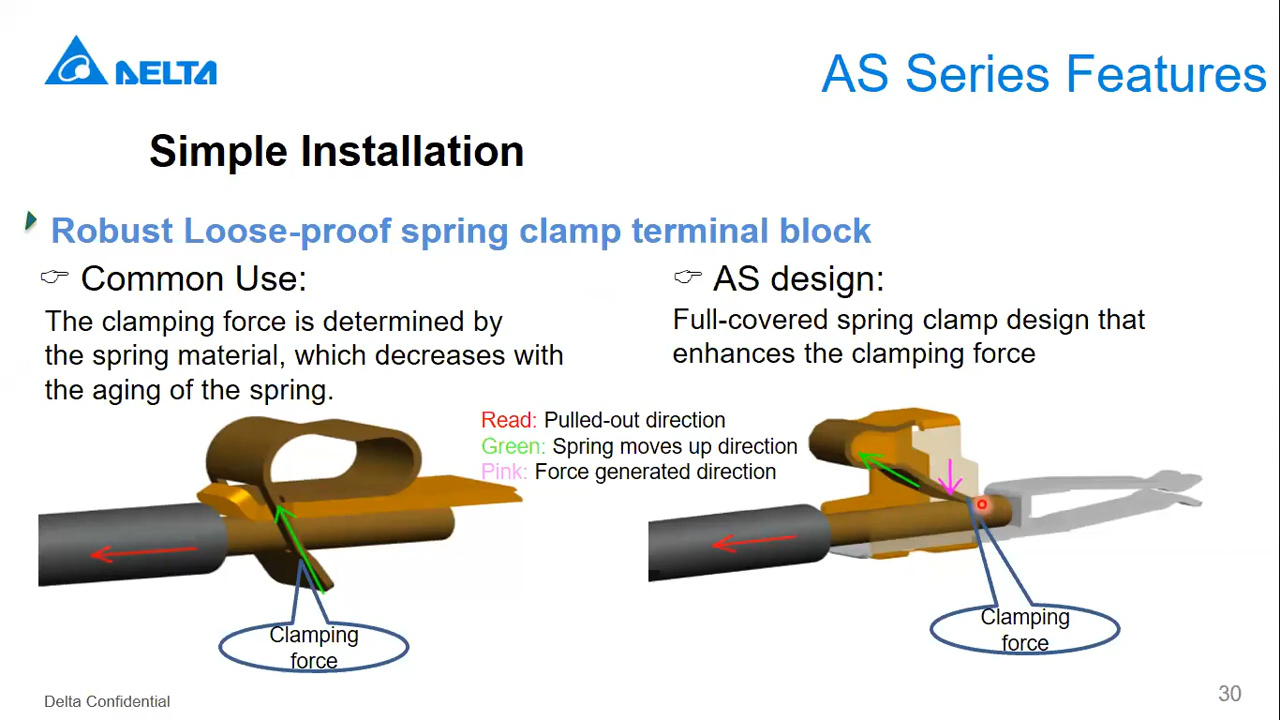 DELTA
AS Series Features
Simple Installation
Robust Loose-proof spring clamp terminal block
Common Use:
The clamping force is determined by
the spring material, which decreases with
the aging of the spring.
AS design:
Full-covered spring clamp design that
enhances the clamping force
Read: Pulled-out direction
Green: Spring moves up direction
Pink: Force generated direction
Clamping
force
Clamping
force
Delta Confidential
30